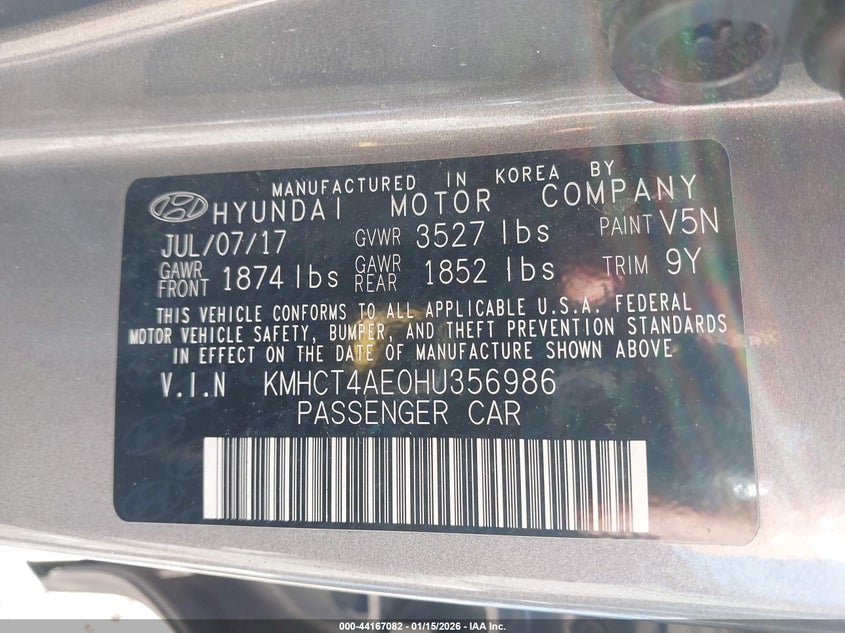 MANUFACTURED IN KOREA BY
HYUNDAI MOTOR COMPANY
JUL/07/17 GVWR 3527 lbs PAINT V5N
GAWR FRONT 1874 lbs GAWR REAR 1852 lbs TRIM 9Y
THIS VEHICLE CONFORMS TO ALL APPLICABLE U.S.A. FEDERAL
MOTOR VEHICLE SAFETY, BUMPER, AND THEFT PREVENTION STANDARDS
IN EFFECT ON THE DATE OF MANUFACTURE SHOWN ABOVE
V.I.N KMHCT4AE0HU356986
PASSENGER CAR
000-44167082 - 01/15/2026 - IAA Inc.